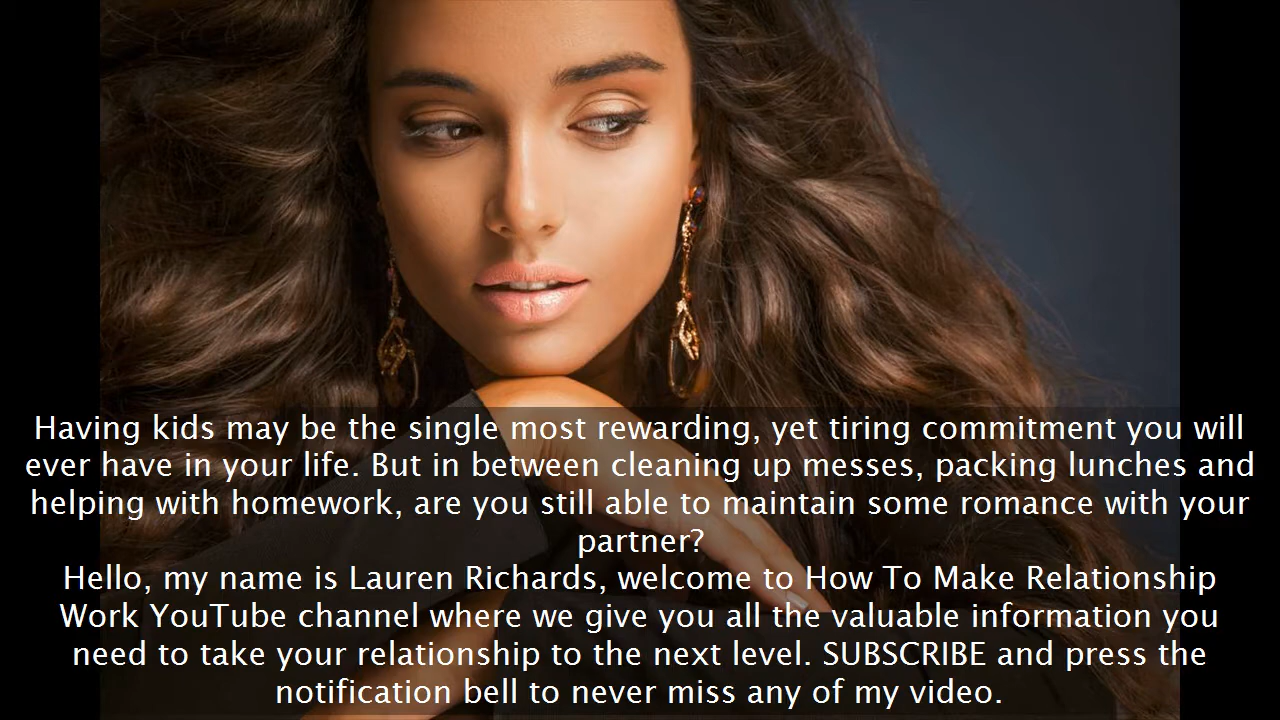 Having kids may be the single most rewarding, yet tiring commitment you will
ever have in your life. But in between cleaning up messes, packing lunches and
helping with homework, are you still able to maintain some romance with your
partner?
Hello, my name is Lauren Richards, welcome to How To Make Relationship
Work YouTube channel where we give you all the valuable information you
need to take your relationship to the next level. SUBSCRIBE and press the
notification bell to never miss any of my video.